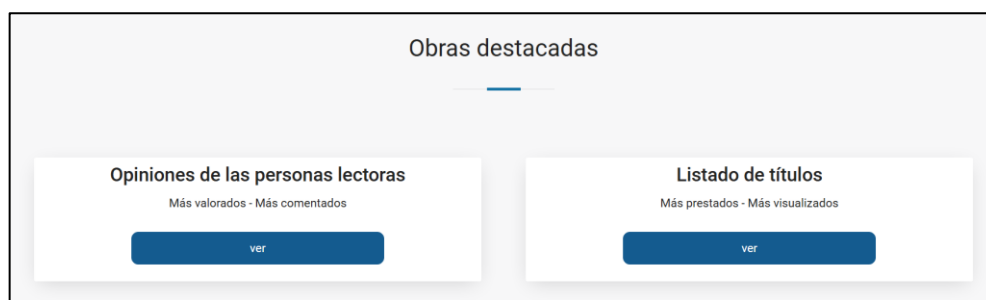 Obras destacadas
Opiniones de las personas lectoras
Más valorados - Más comentados
ver
Listado de títulos
Más prestados - Más visualizados
ver